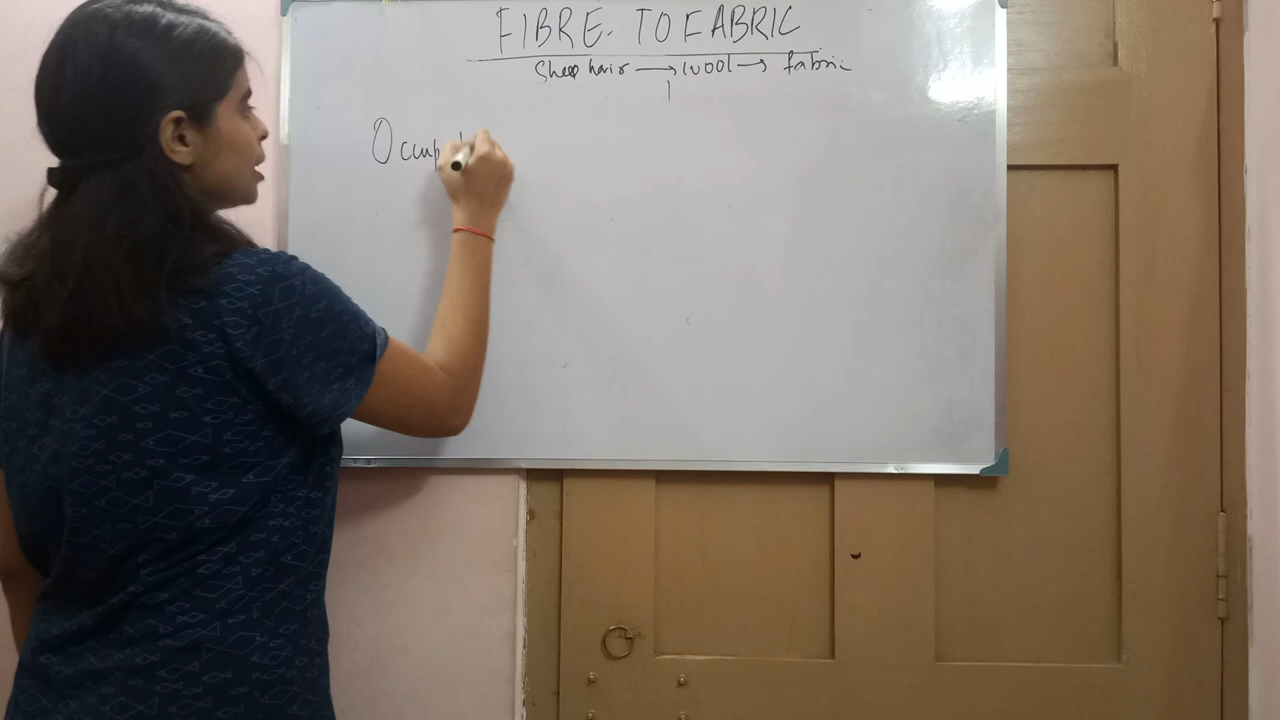 FIBRE- TO FABRIC
Sheep hair → wool → fabric
Occup